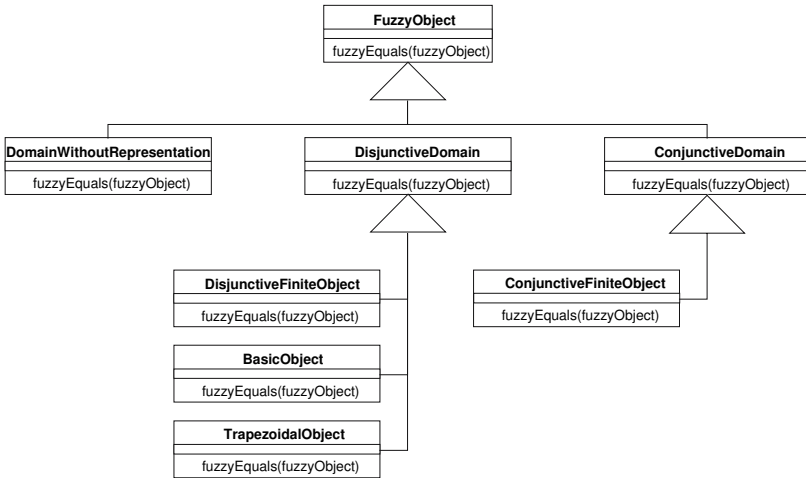 FuzzyObject
fuzzyEquals(fuzzyObject)
DomainWithoutRepresentation
fuzzyEquals(fuzzyObject)
DisjunctiveDomain
fuzzyEquals(fuzzyObject)
ConjunctiveDomain
fuzzyEquals(fuzzyObject)
DisjunctiveFiniteObject
fuzzyEquals(fuzzyObject)
ConjunctiveFiniteObject
fuzzyEquals(fuzzyObject)
BasicObject
fuzzyEquals(fuzzyObject)
TrapezoidalObject
fuzzyEquals(fuzzyObject)